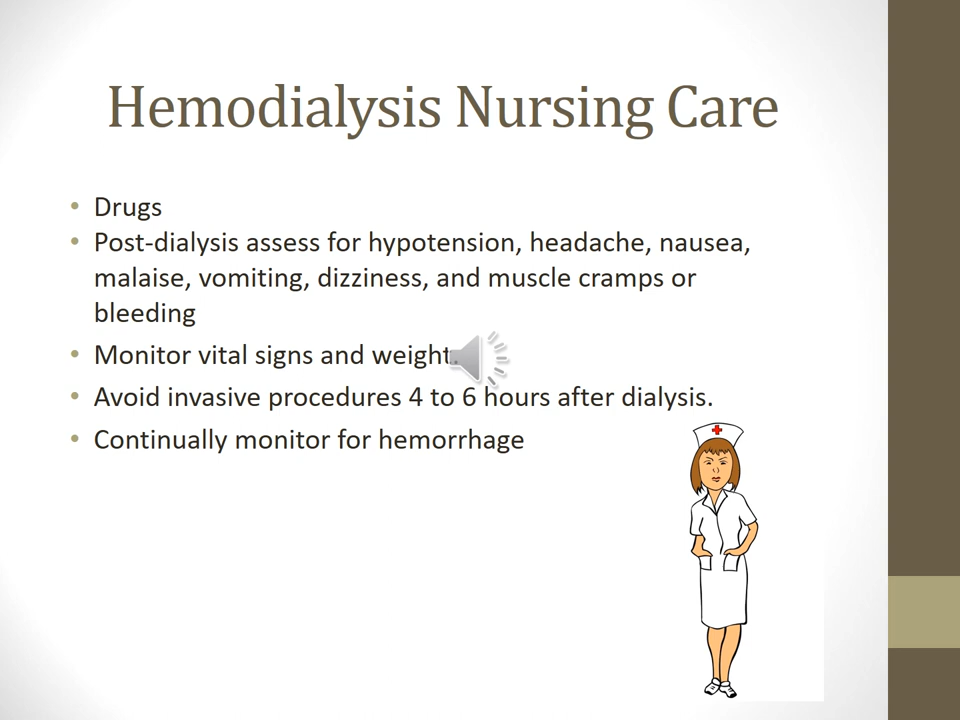 Hemodialysis Nursing Care
• Drugs
• Post-dialysis assess for hypotension, headache, nausea,
malaise, vomiting, dizziness, and muscle cramps or
bleeding
• Monitor vital signs and weight.
• Avoid invasive procedures 4 to 6 hours after dialysis.
• Continually monitor for hemorrhage